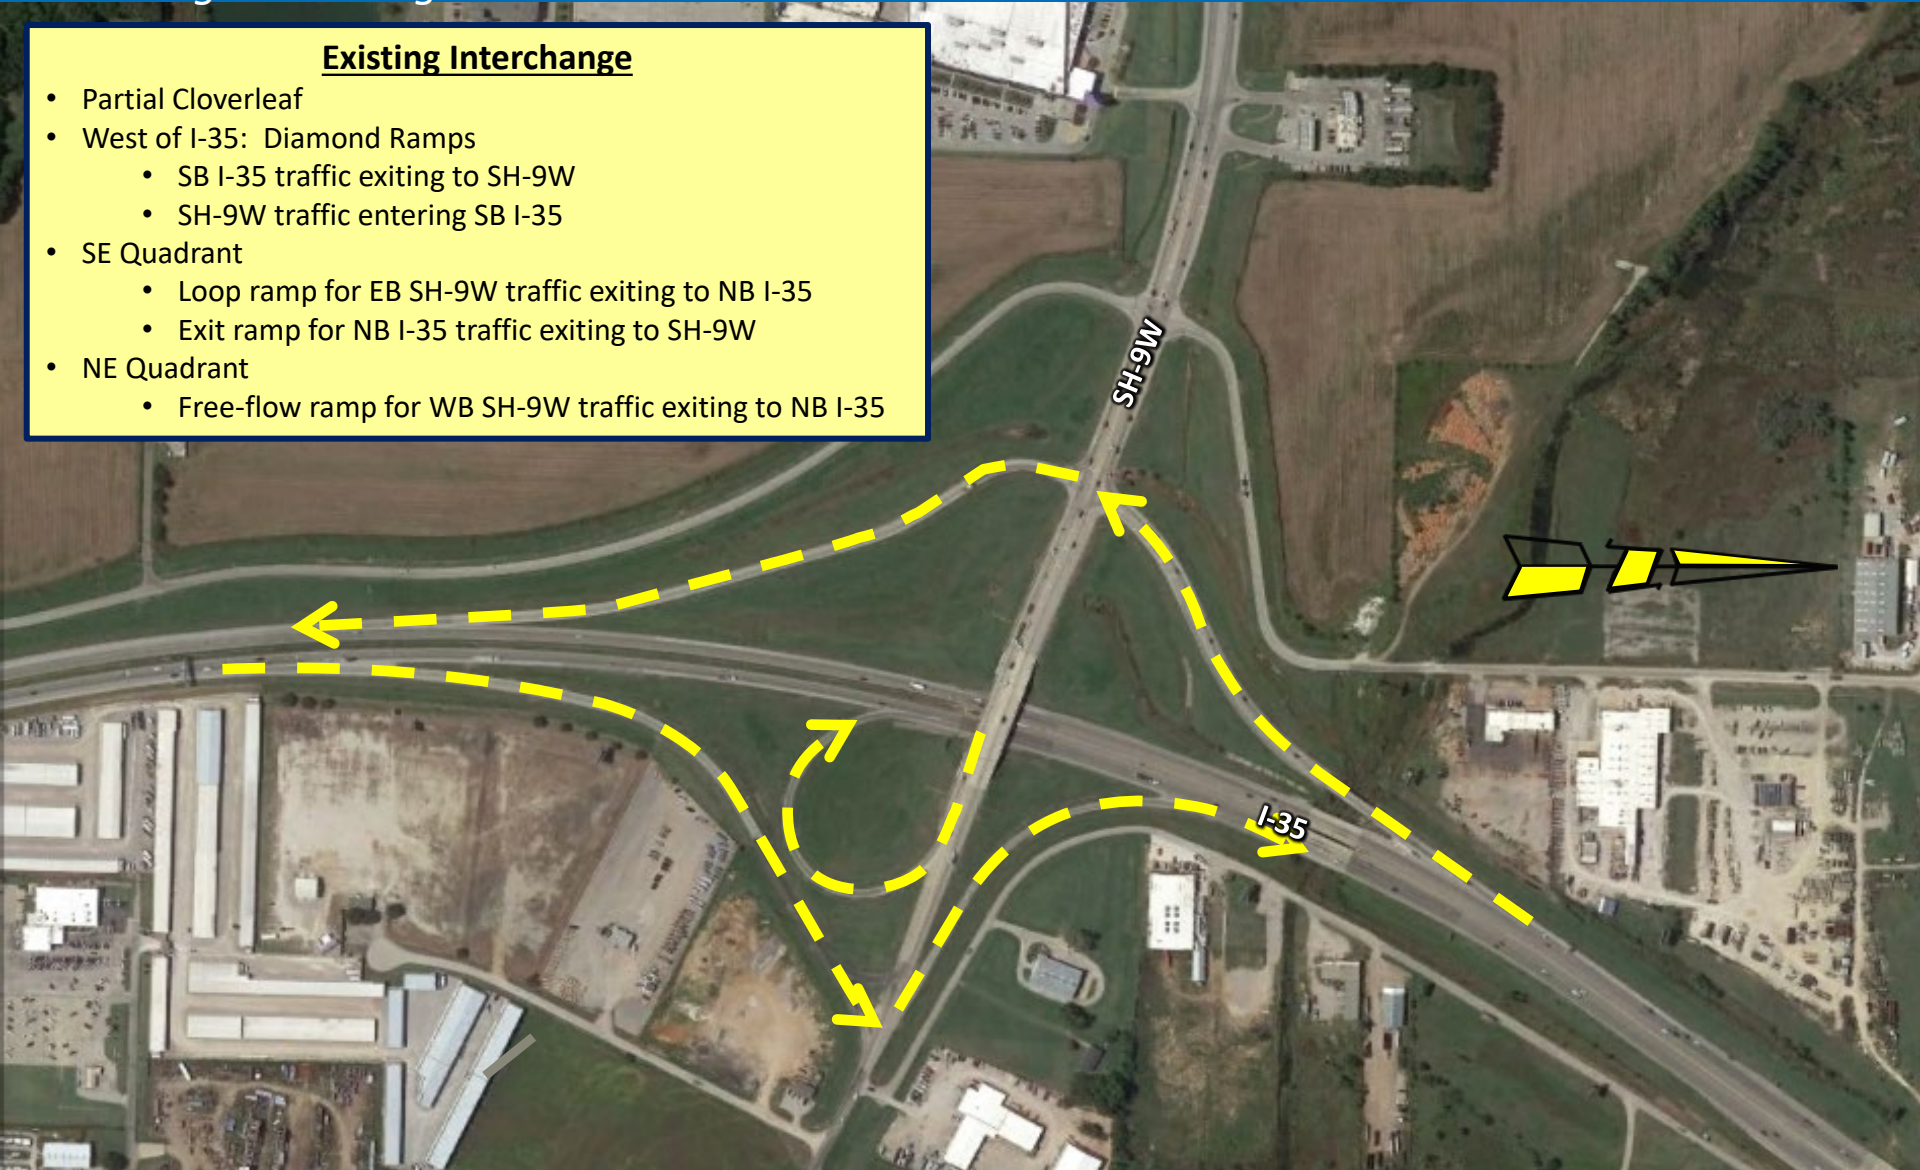 Existing Interchange
• Partial Cloverleaf
• West of I-35: Diamond Ramps
• SB I-35 traffic exiting to SH-9W
• SH-9W traffic entering SB I-35
• SE Quadrant
• Loop ramp for EB SH-9W traffic exiting to NB I-35
• Exit ramp for NB I-35 traffic exiting to SH-9W
• NE Quadrant
• Free-flow ramp for WB SH-9W traffic exiting to NB I-35
SH-9W
I-35